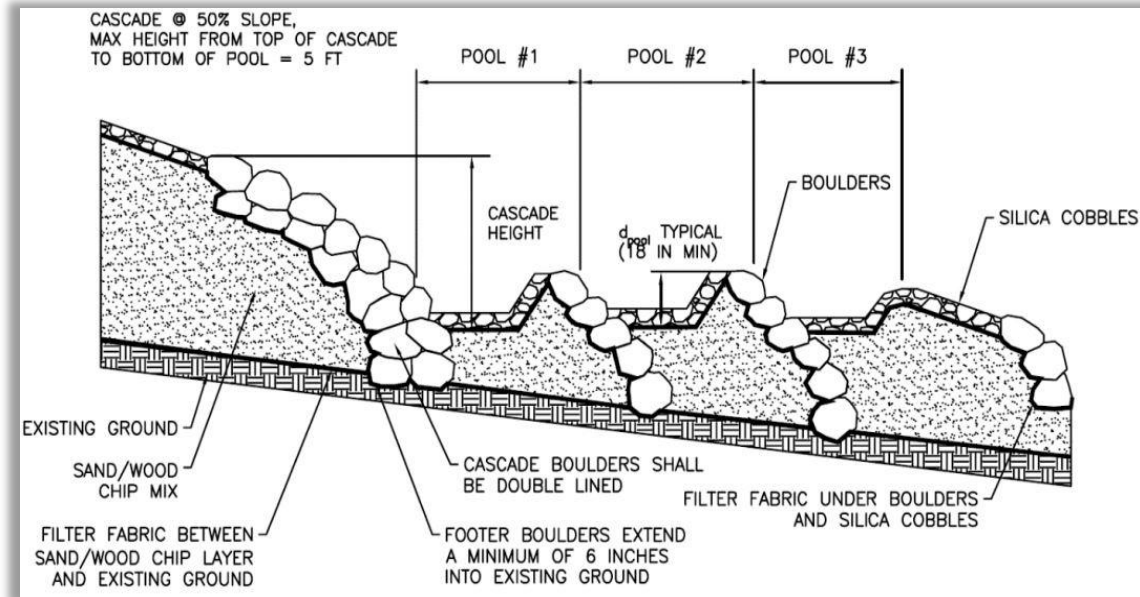 CASCADE @ 50% SLOPE,
MAX HEIGHT FROM TOP OF CASCADE
TO BOTTOM OF POOL = 5 FT
POOL #1
POOL #2
POOL #3
BOULDERS
SILICA COBBLES
CASCADE
HEIGHT
dpool TYPICAL
(18 IN MIN)
EXISTING GROUND
SAND/WOOD
CHIP MIX
FILTER FABRIC BETWEEN
SAND/WOOD CHIP LAYER
AND EXISTING GROUND
CASCADE BOULDERS SHALL
BE DOUBLE LINED
FOOTER BOULDERS EXTEND
A MINIMUM OF 6 INCHES
INTO EXISTING GROUND
FILTER FABRIC UNDER BOULDERS
AND SILICA COBBLES